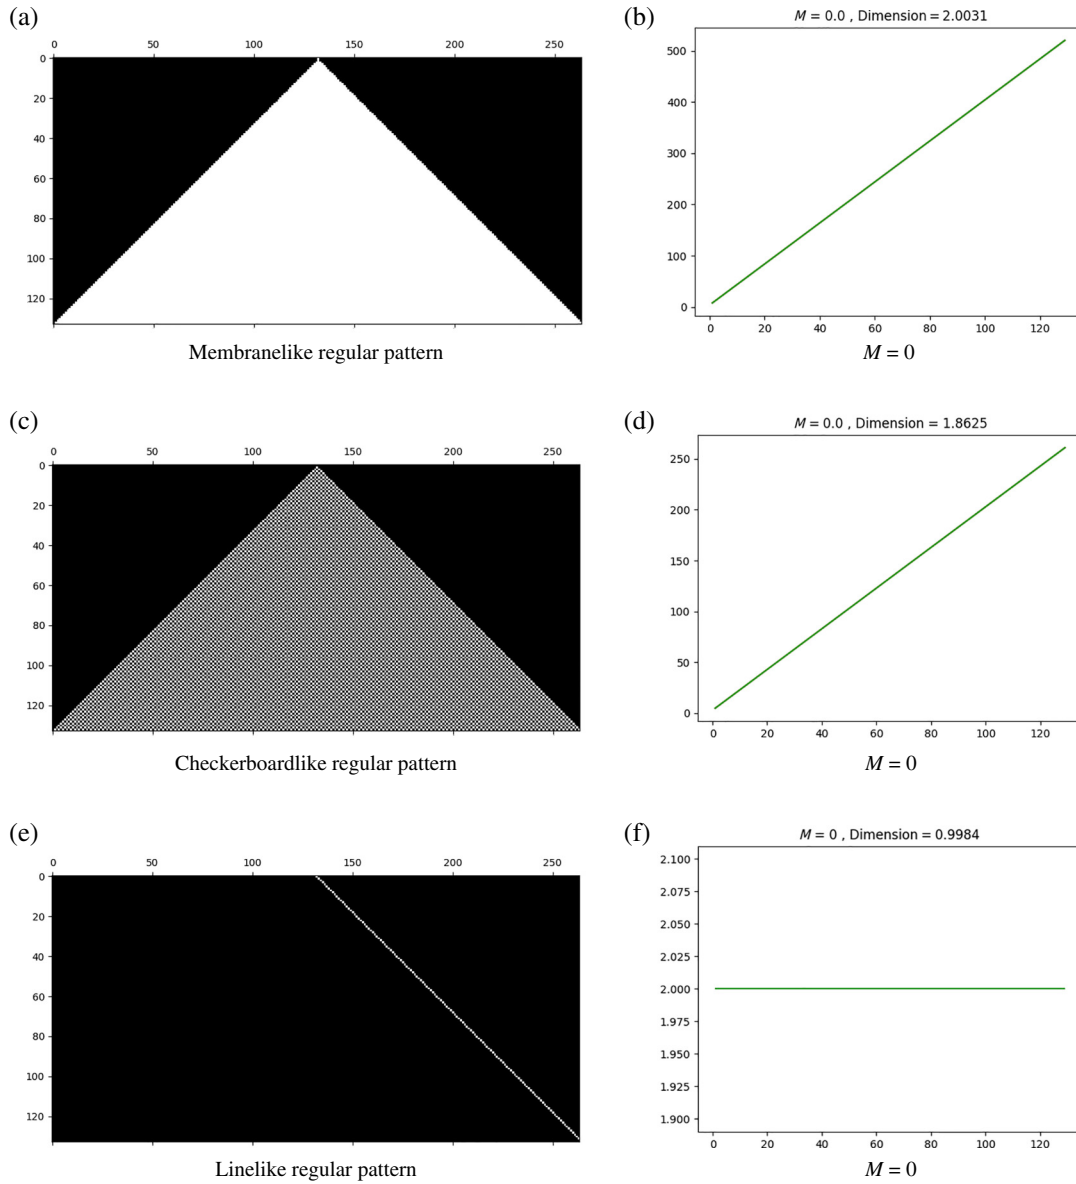 (a)
0 50 100 150 200 250
0
20
40
60
80
100
120
Membranelike regular pattern
(b)
M = 0.0 , Dimension = 2.0031
500
400
300
200
100
0
0 20 40 60 80 100 120
M = 0
(c)
0 50 100 150 200 250
0
20
40
60
80
100
120
Checkerboardlike regular pattern
(d)
M = 0.0 , Dimension = 1.8625
250
200
150
100
50
0
0 20 40 60 80 100 120
M = 0
(e)
0 50 100 150 200 250
0
20
40
60
80
100
120
Linelike regular pattern
(f)
M = 0 , Dimension = 0.9984
2.100
2.075
2.050
2.025
2.000
1.975
1.950
1.925
1.900
0 20 40 60 80 100 120
M = 0